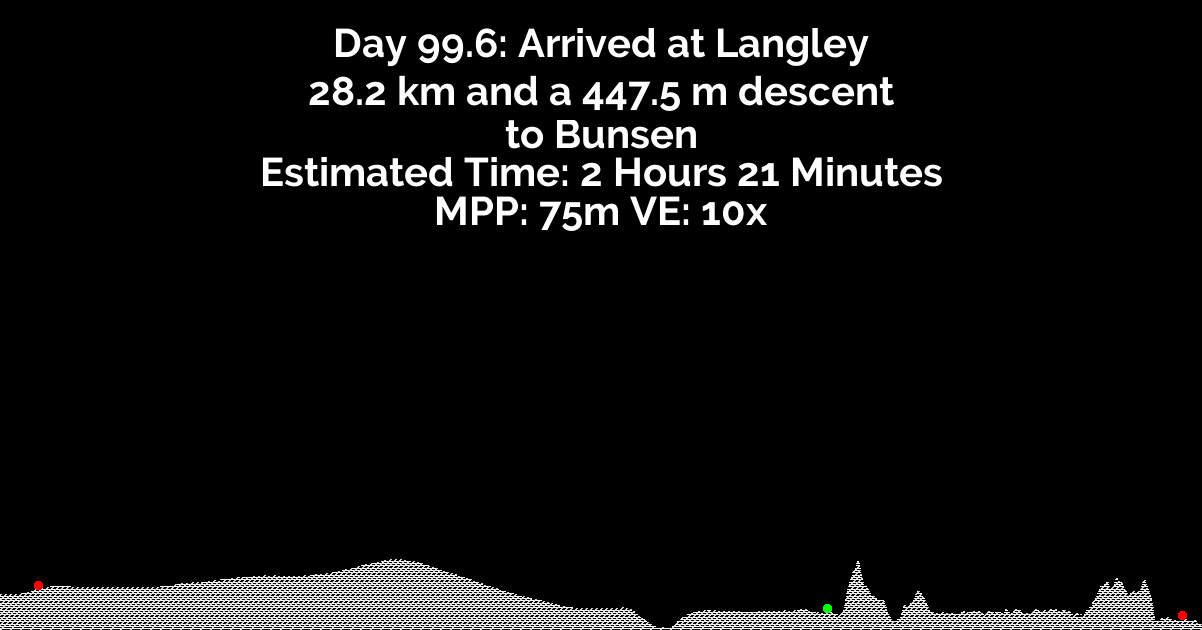 Day 99.6: Arrived at Langley
28.2 km and a 447.5 m descent
to Bunsen
Estimated Time: 2 Hours 21 Minutes
MPP: 75m VE: 10x